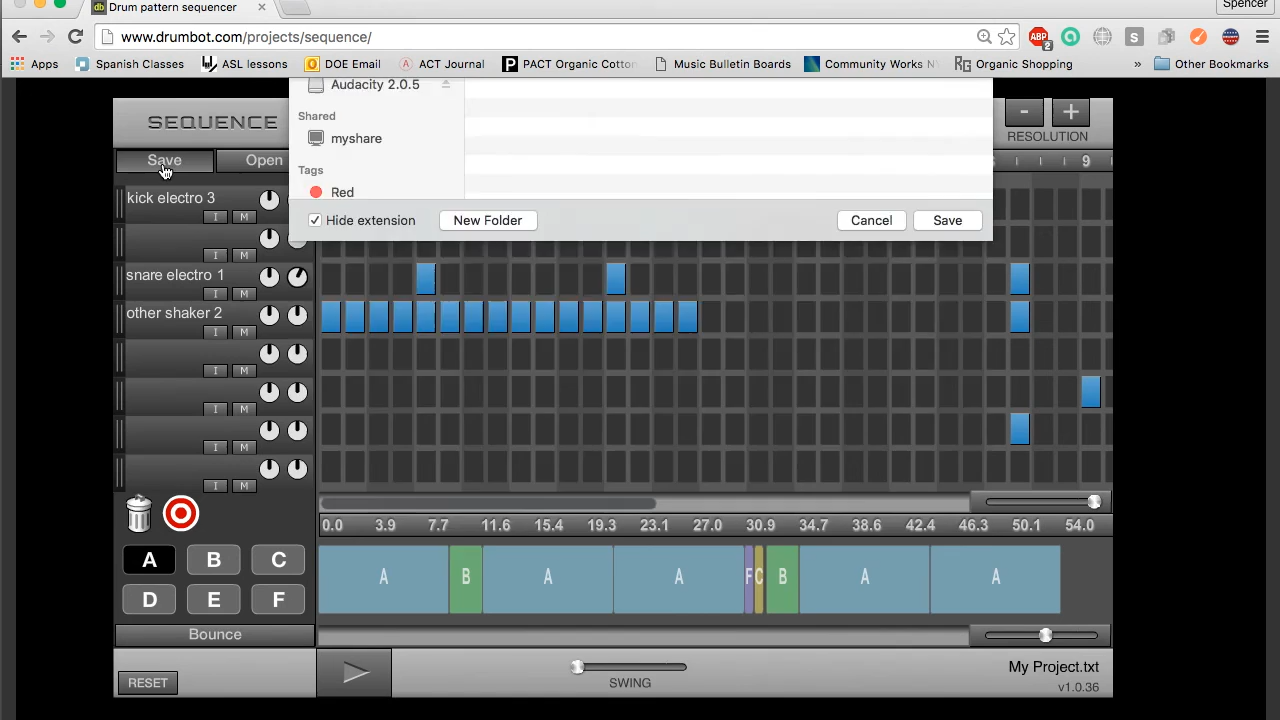 Drum pattern sequencer
Spencer
www.drumbot.com/projects/sequence/
ABP 2 S
Apps Spanish Classes ASL lessons DOE Email ACT Journal PACT Organic Cotton Music Bulletin Boards Community Works N Organic Shopping » Other Bookmarks
Audacity 2.0.5
Shared
myshare
Tags
Red
Hide extension New Folder Cancel Save
SEQUENCE
- +
RESOLUTION
Save Open
9
kick electro 3
I M
I M
snare electro 1
I M
other shaker 2
I M
I M
I M
I M
I M
0.0 3.9 7.7 11.6 15.4 19.3 23.1 27.0 30.9 34.7 38.6 42.4 46.3 50.1 54.0
A B C
D E F
A B A A F C B A A
Bounce
RESET
SWING
My Project.txt
v1.0.36